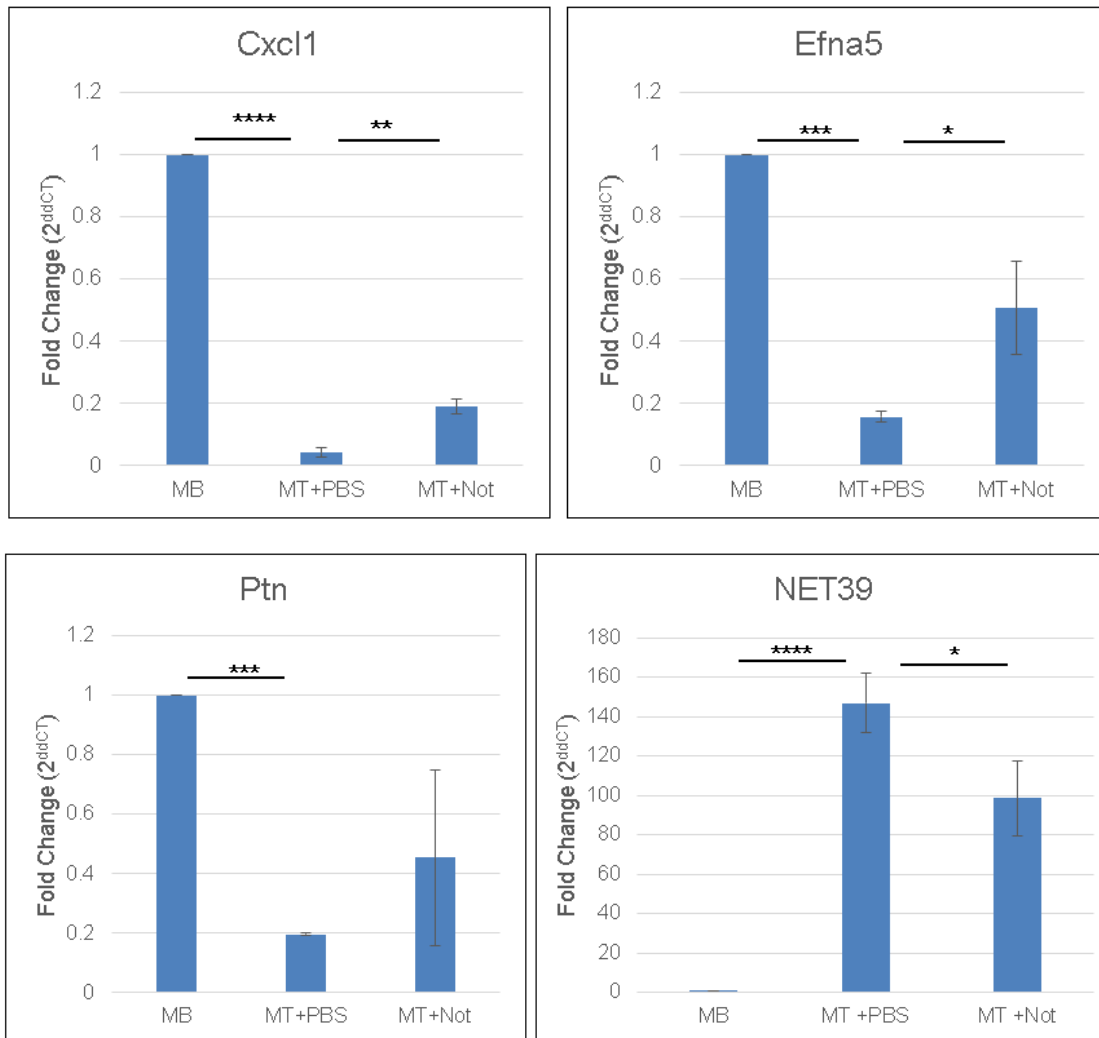 Cxcl1
Fold Change (2^ddCT)
1.2
1
0.8
0.6
0.4
0.2
0
**** **
MB MT+PBS MT+Not
Efna5
Fold Change (2^ddCT)
1.2
1
0.8
0.6
0.4
0.2
0
*** *
MB MT+PBS MT+Not
Ptn
Fold Change (2^ddCT)
1.2
1
0.8
0.6
0.4
0.2
0
***
MB MT+PBS MT+Not
NET39
Fold Change (2^ddCT)
180
160
140
120
100
80
60
40
20
0
**** *
MB MT +PBS MT +Not